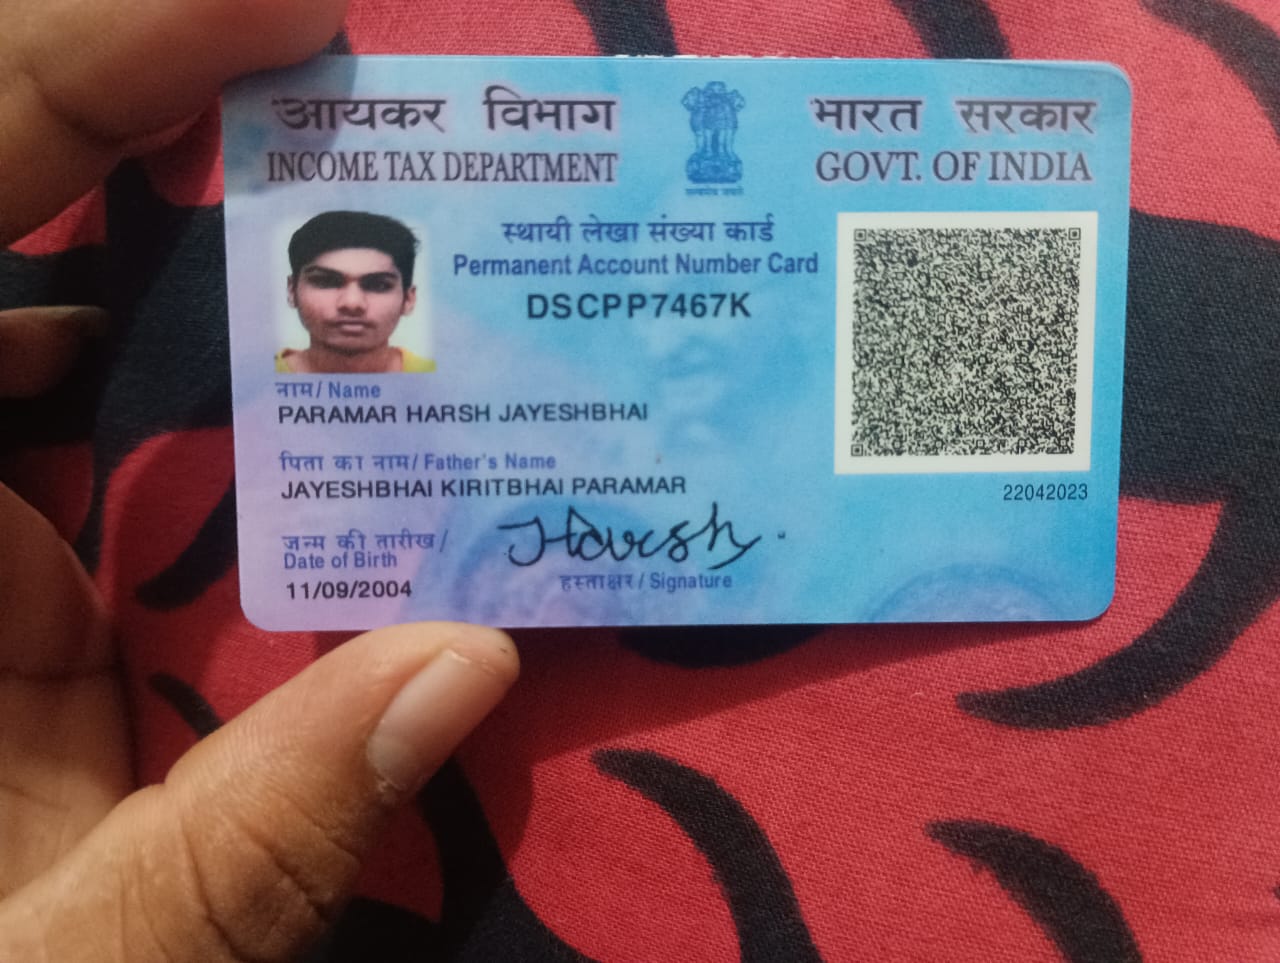 आयकर विभाग
INCOME TAX DEPARTMENT
भारत सरकार
GOVT. OF INDIA
सत्यमेव जयते
स्थायी लेखा संख्या कार्ड
Permanent Account Number Card
DSCPP7467K
नाम / Name
PARAMAR HARSH JAYESHBHAI
पिता का नाम / Father's Name
JAYESHBHAI KIRITBHAI PARAMAR
जन्म की तारीख /
Date of Birth
11/09/2004
Haresh
हस्ताक्षर / Signature
22042023